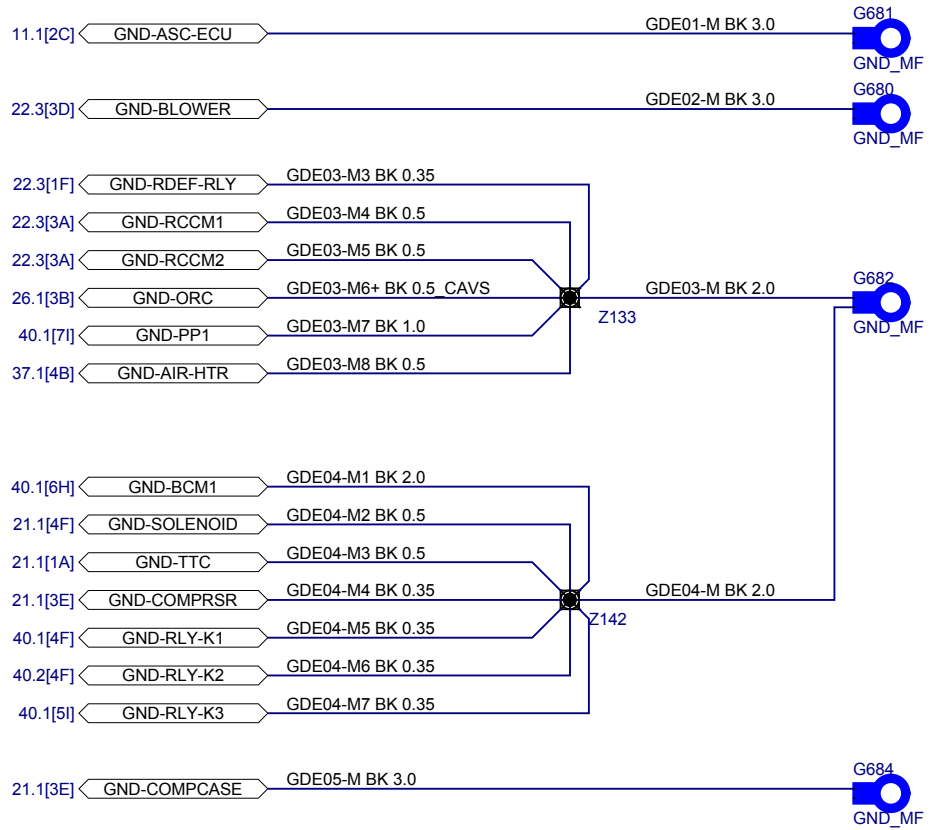 G681
11.1[2C] GND-ASC-ECU GDE01-M BK 3.0
GND_MF
G680
22.3[3D] GND-BLOWER GDE02-M BK 3.0
GND_MF
22.3[1F] GND-RDEF-RLY GDE03-M3 BK 0.35
22.3[3A] GND-RCCM1 GDE03-M4 BK 0.5
22.3[3A] GND-RCCM2 GDE03-M5 BK 0.5
G682
26.1[3B] GND-ORC GDE03-M6+ BK 0.5_CAVS GDE03-M BK 2.0
Z133
GND_MF
40.1[7I] GND-PP1 GDE03-M7 BK 1.0
37.1[4B] GND-AIR-HTR GDE03-M8 BK 0.5
40.1[6H] GND-BCM1 GDE04-M1 BK 2.0
21.1[4F] GND-SOLENOID GDE04-M2 BK 0.5
21.1[1A] GND-TTC GDE04-M3 BK 0.5
21.1[3E] GND-COMPRSR GDE04-M4 BK 0.35 GDE04-M BK 2.0
Z142
40.1[4F] GND-RLY-K1 GDE04-M5 BK 0.35
40.2[4F] GND-RLY-K2 GDE04-M6 BK 0.35
40.1[5I] GND-RLY-K3 GDE04-M7 BK 0.35
G684
21.1[3E] GND-COMPCASE GDE05-M BK 3.0
GND_MF